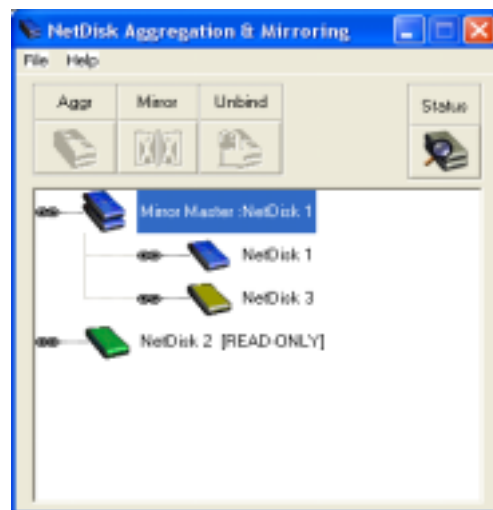 NetDisk Aggregation & Mirroring
File Help
Aggr Mirror Unbind Status
Mirror Master :NetDisk 1
NetDisk 1
NetDisk 3
NetDisk 2 [READ-ONLY]